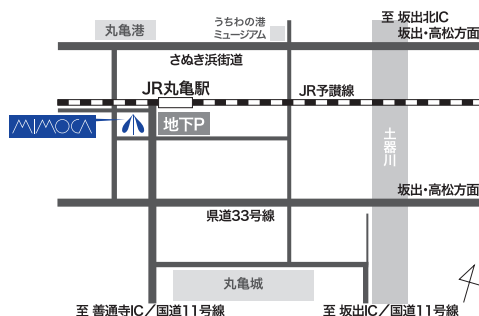 至 坂出北IC
坂出・高松方面
うちわの港
ミュージアム
丸亀港
さぬき浜街道
JR丸亀駅
JR予讃線
MIMOCA
地下P
土器川
坂出・高松方面
県道33号線
丸亀城
至 善通寺IC／国道11号線
至 坂出IC／国道11号線